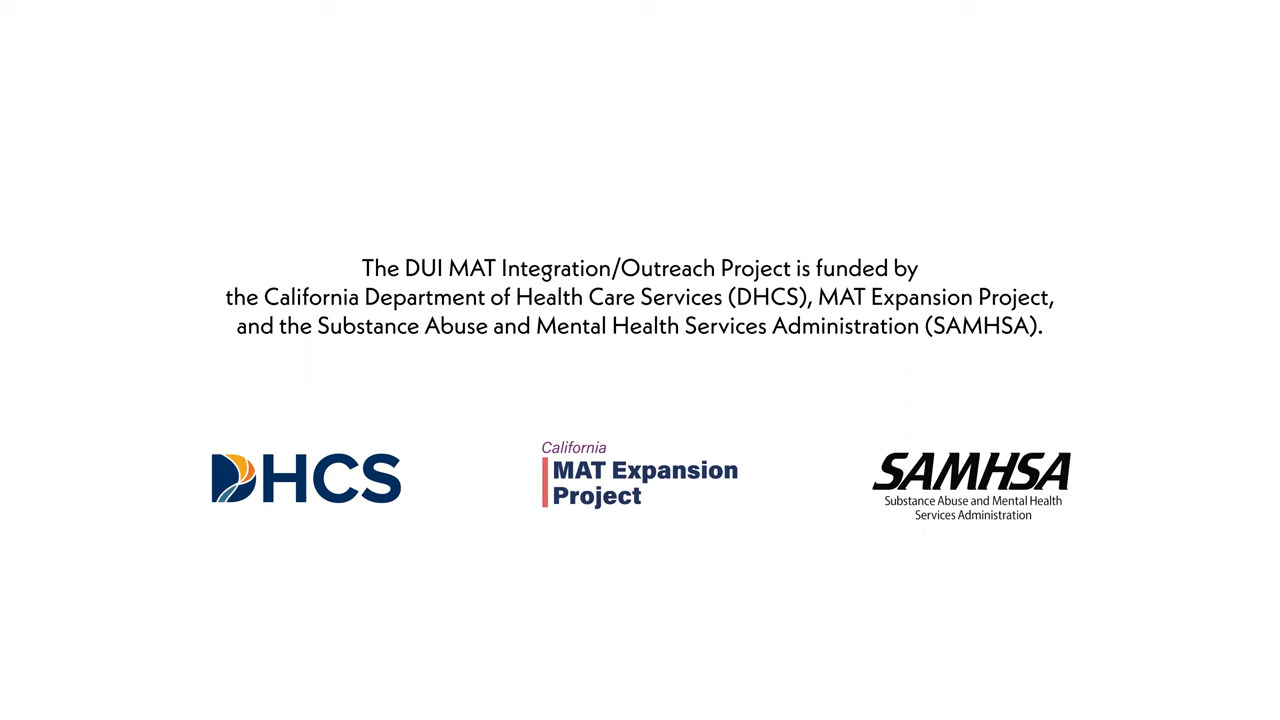 The DUI MAT Integration/Outreach Project is funded by
the California Department of Health Care Services (DHCS), MAT Expansion Project,
and the Substance Abuse and Mental Health Services Administration (SAMHSA).
DHCS
California
MAT Expansion
Project
SAMHSA
Substance Abuse and Mental Health
Services Administration